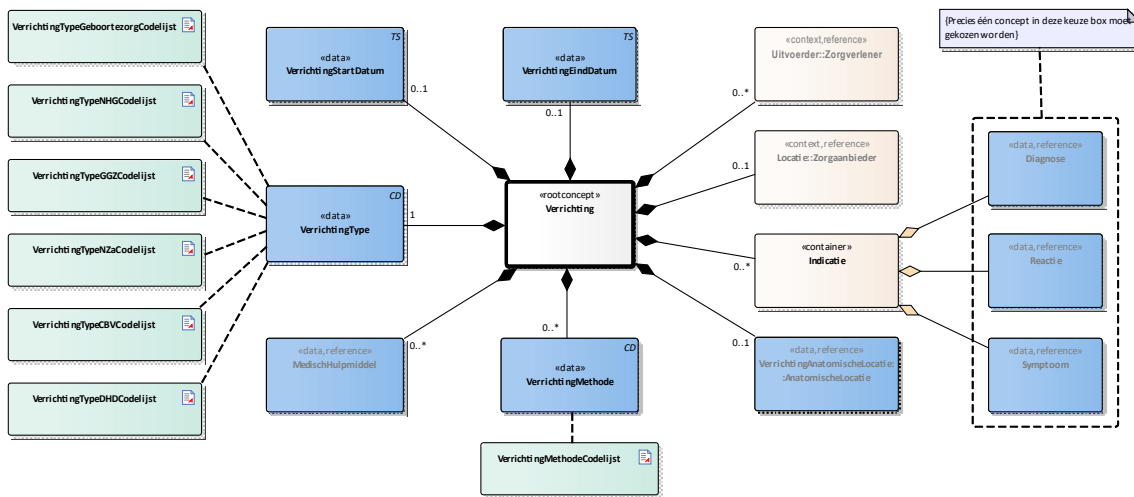 VerrichtingTypeGeboortezorgCodelijst
VerrichtingTypeNHGCodelijst
VerrichtingTypeGGZCodelijst
VerrichtingTypeNZaCodelijst
VerrichtingTypeCBVCodelijst
VerrichtingTypeDHDCodelijst
TS
«data»
VerrichtingStartDatum
0..1
CD
«data»
VerrichtingType
1
«data,reference»
MedischHulpmiddel
0..*
TS
«data»
VerrichtingEindDatum
0..1
«rootconcept»
Verrichting
0..*
CD
«data»
VerrichtingMethode
VerrichtingMethodeCodelijst
«context,reference»
Uitvoerder::Zorgverlener
0..*
«context,reference»
Locatie::Zorgaanbieder
0..1
«container»
Indicatie
0..*
«data,reference»
VerrichtingAnatomischeLocatie:
:AnatomischeLocatie
0..1
{Precies één concept in deze keuze box moet
gekozen worden}
«data,reference»
Diagnose
«data,reference»
Reactie
«data,reference»
Symptoom